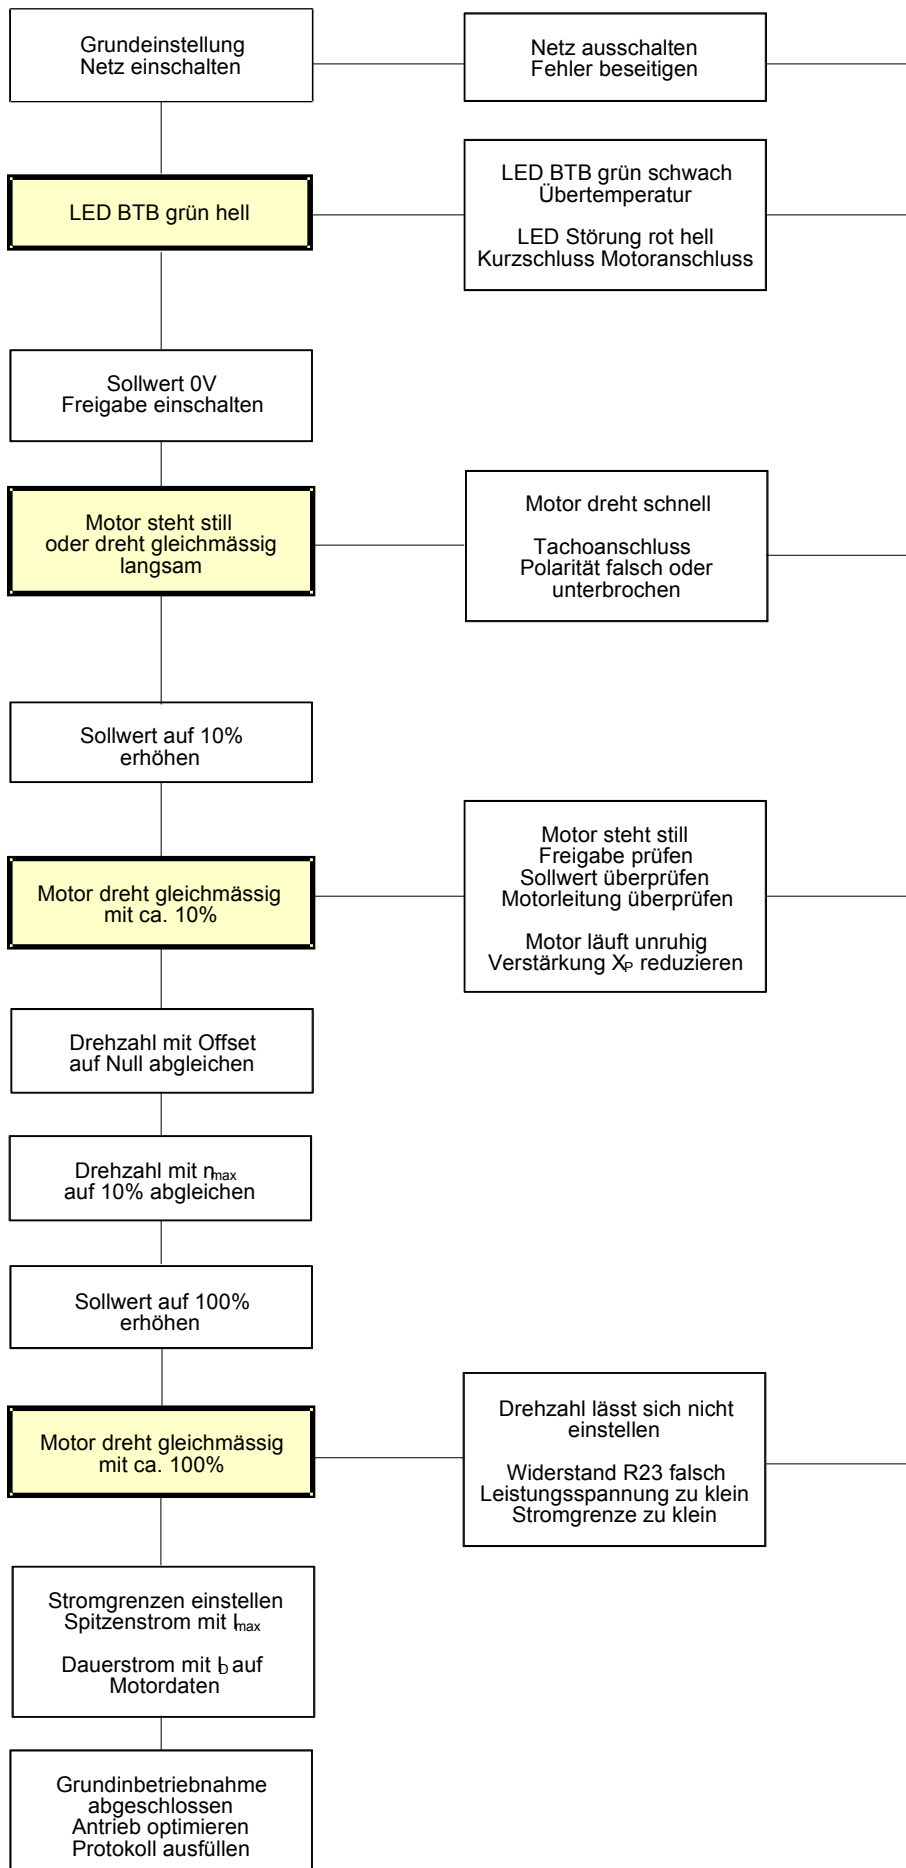 Grundeinstellung
Netz einschalten
Netz ausschalten
Fehler beseitigen
LED BTB grün hell
LED BTB grün schwach
Übertemperatur
LED Störung rot hell
Kurzschluss Motoranschluss
Sollwert 0V
Freigabe einschalten
Motor steht still
oder dreht gleichmässig
langsam
Motor dreht schnell
Tachoanschluss
Polarität falsch oder
unterbrochen
Sollwert auf 10%
erhöhen
Motor dreht gleichmässig
mit ca. 10%
Motor steht still
Freigabe prüfen
Sollwert überprüfen
Motorleitung überprüfen
Motor läuft unruhig
Verstärkung XP reduzieren
Drehzahl mit Offset
auf Null abgleichen
Drehzahl mit nmax
auf 10% abgleichen
Sollwert auf 100%
erhöhen
Motor dreht gleichmässig
mit ca. 100%
Drehzahl lässt sich nicht
einstellen
Widerstand R23 falsch
Leistungsspannung zu klein
Stromgrenze zu klein
Stromgrenzen einstellen
Spitzenstrom mit Imax
Dauerstrom mit ID auf
Motordaten
Grundinbetriebnahme
abgeschlossen
Antrieb optimieren
Protokoll ausfüllen